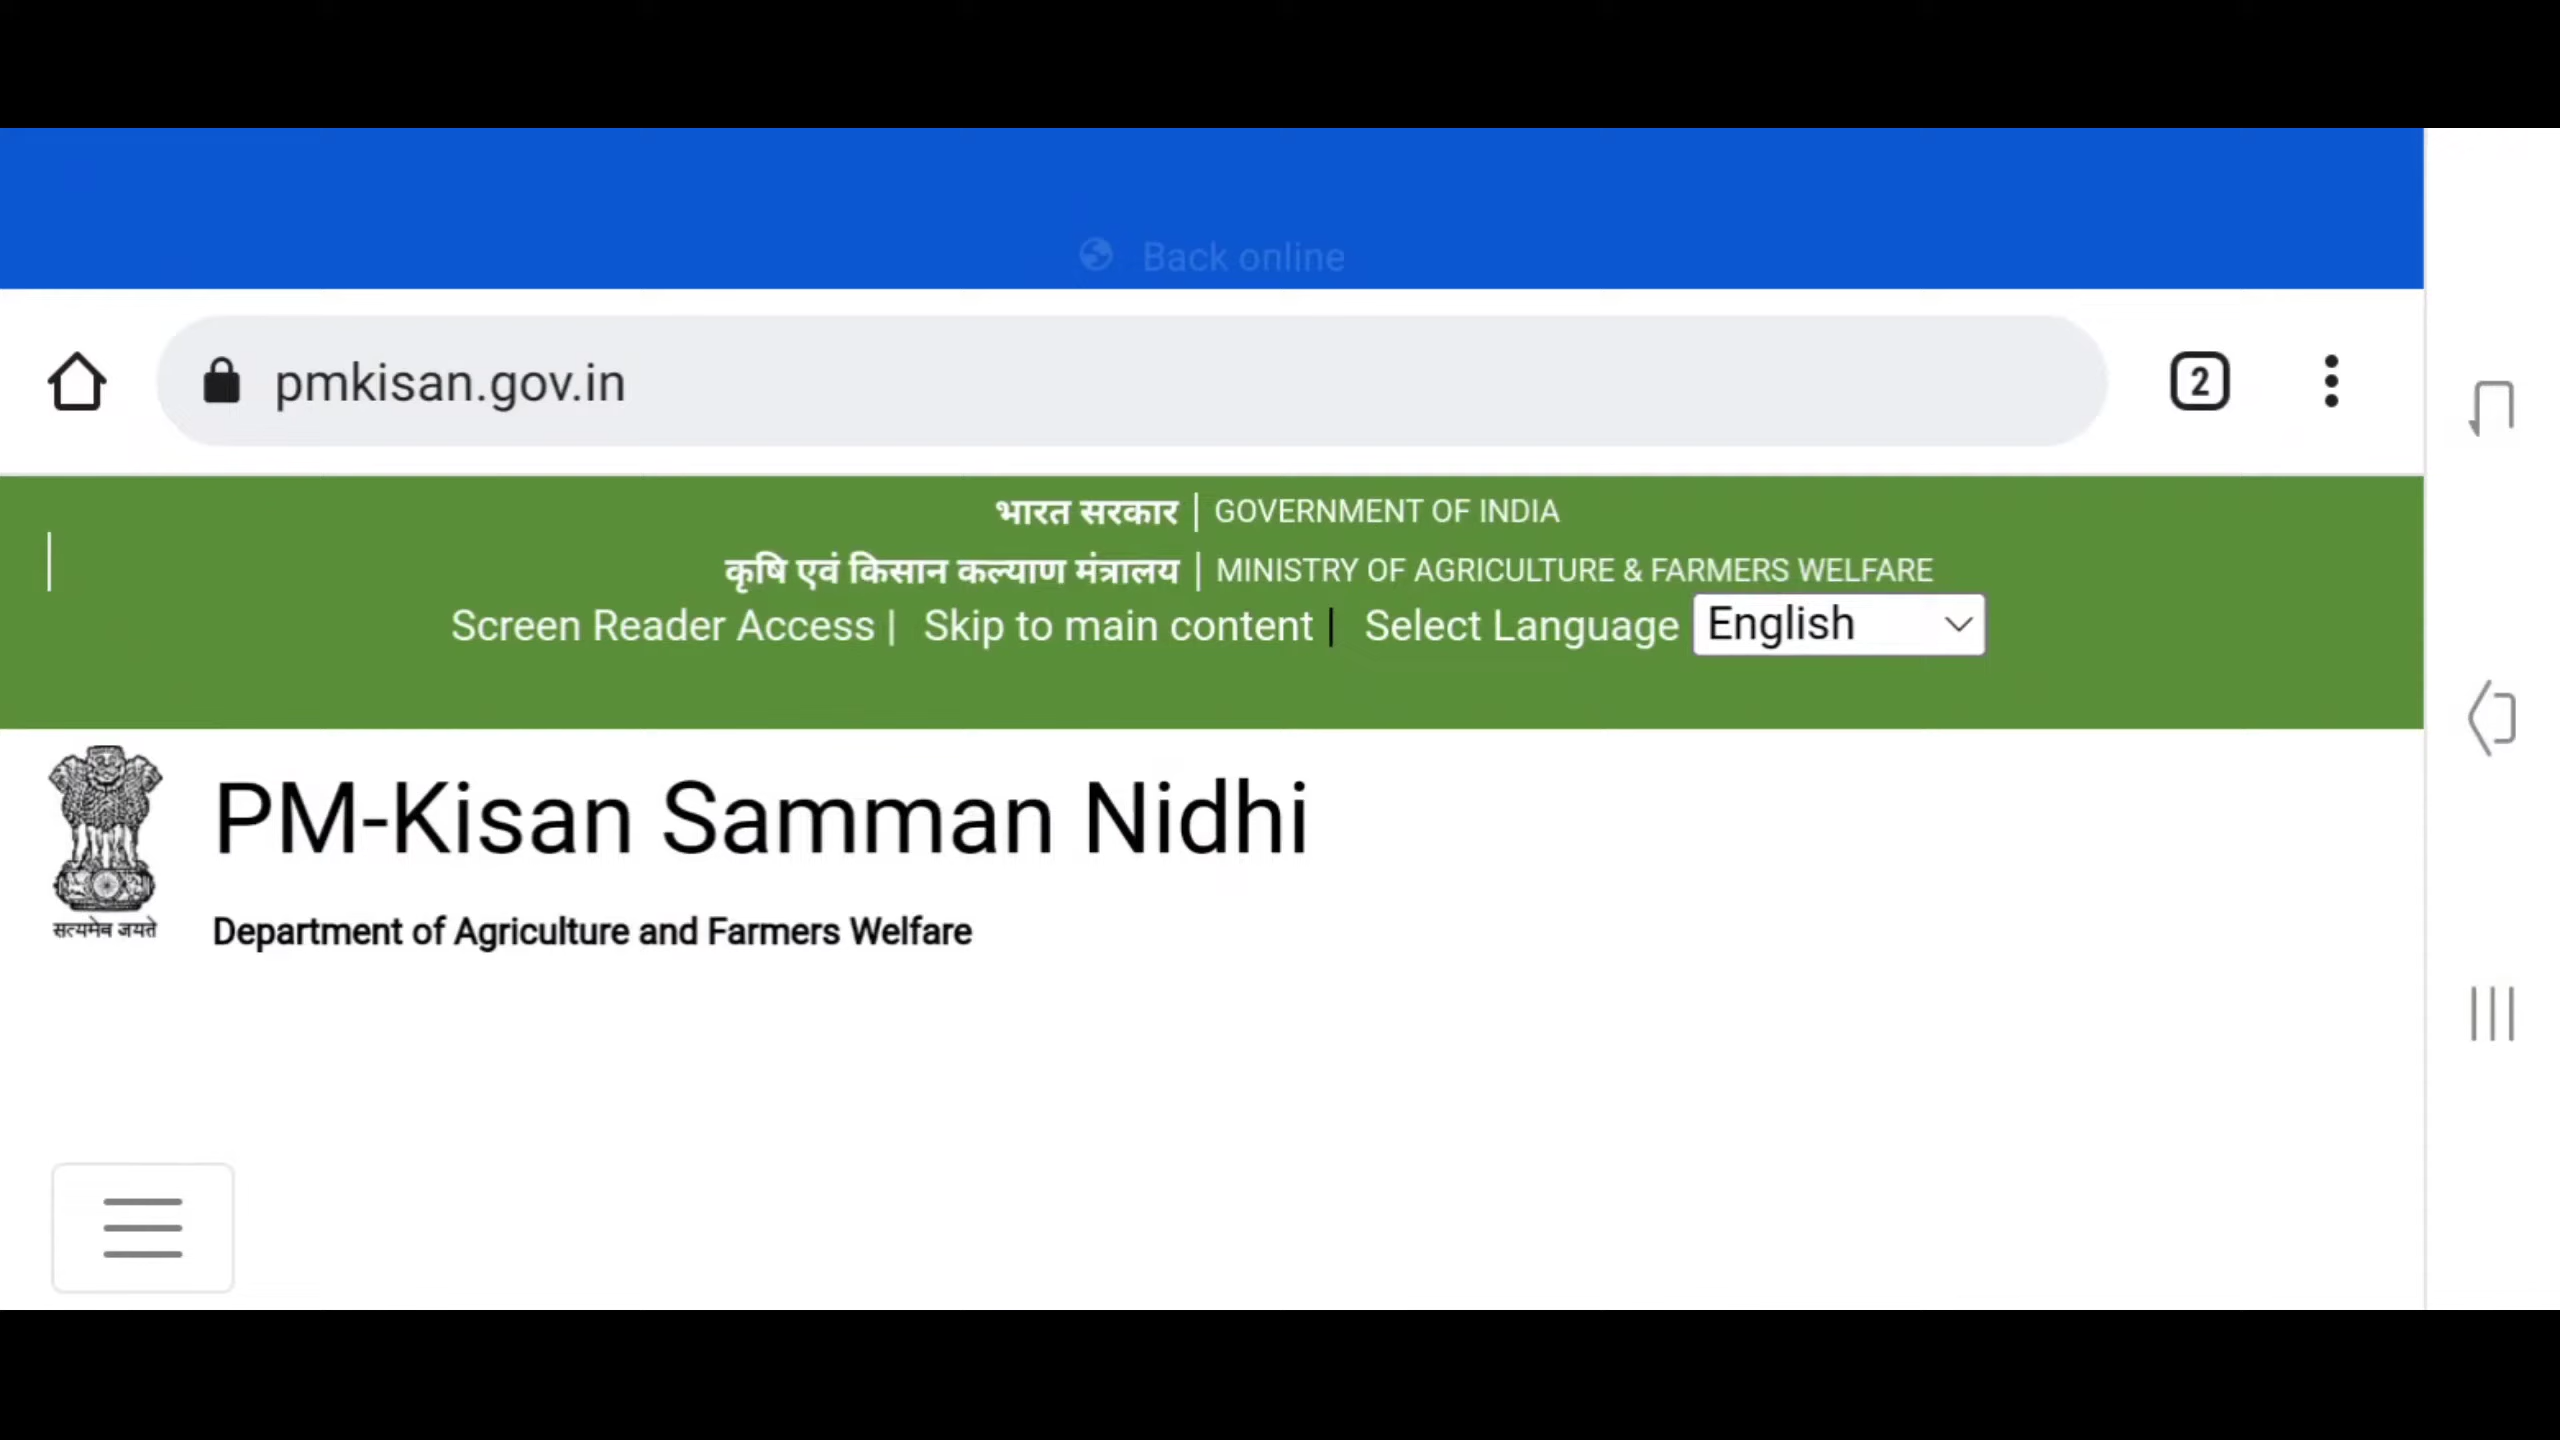 Back online
pmkisan.gov.in
2
भारत सरकार | GOVERNMENT OF INDIA
कृषि एवं किसान कल्याण मंत्रालय | MINISTRY OF AGRICULTURE & FARMERS WELFARE
Screen Reader Access | Skip to main content | Select Language English
PM-Kisan Samman Nidhi
सत्यमेव जयते
Department of Agriculture and Farmers Welfare